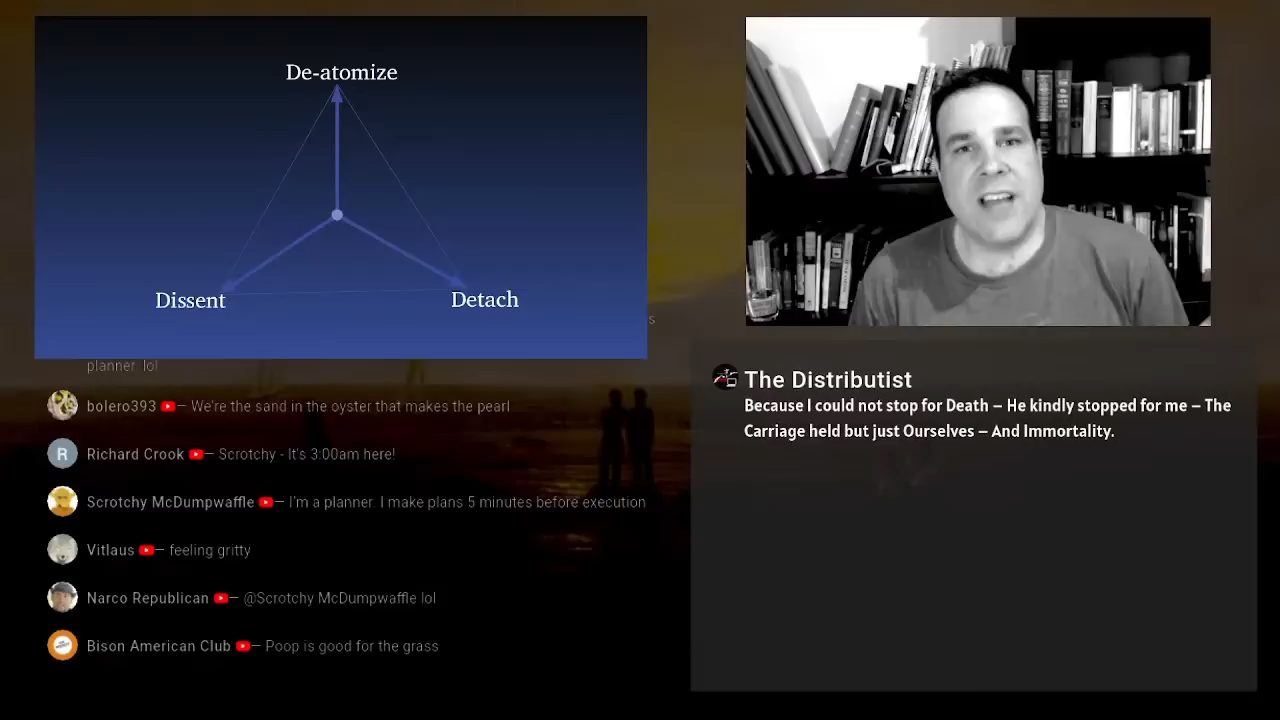 De-atomize
Dissent
Detach
s
planner lol
bolero393 — We're the sand in the oyster that makes the pearl
R Richard Crook — Scrotchy - It's 3:00am here!
Scrotchy McDumpwaffle — I'm a planner. I make plans 5 minutes before execution
Vitlaus — feeling gritty
Narco Republican — @Scrotchy McDumpwaffle lol
Bison American Club — Poop is good for the grass
The Distributist
Because I could not stop for Death – He kindly stopped for me – The
Carriage held but just Ourselves – And Immortality.